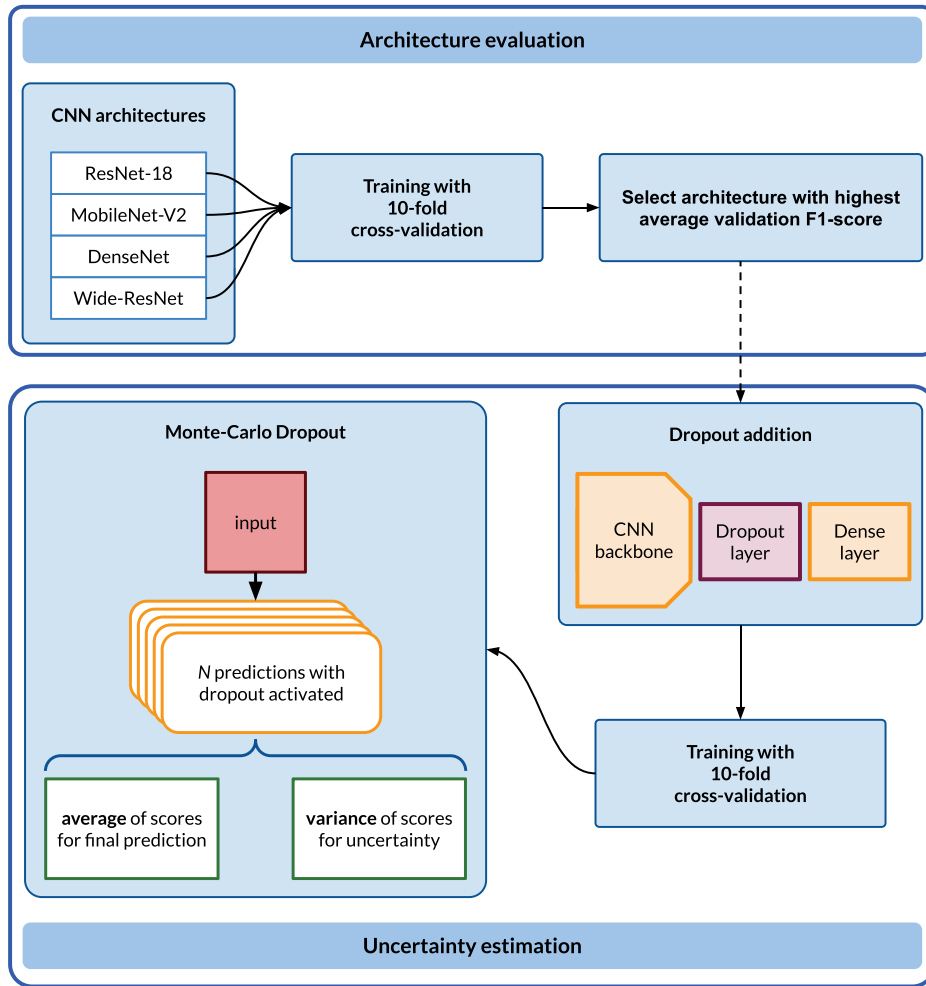 Architecture evaluation
CNN architectures
ResNet-18
MobileNet-V2
DenseNet
Wide-ResNet
Training with
10-fold
cross-validation
Select architecture with highest
average validation F1-score
Dropout addition
CNN
backbone
Dropout
layer
Dense
layer
Training with
10-fold
cross-validation
Monte-Carlo Dropout
input
N predictions with
dropout activated
average of scores
for final prediction
variance of scores
for uncertainty
Uncertainty estimation